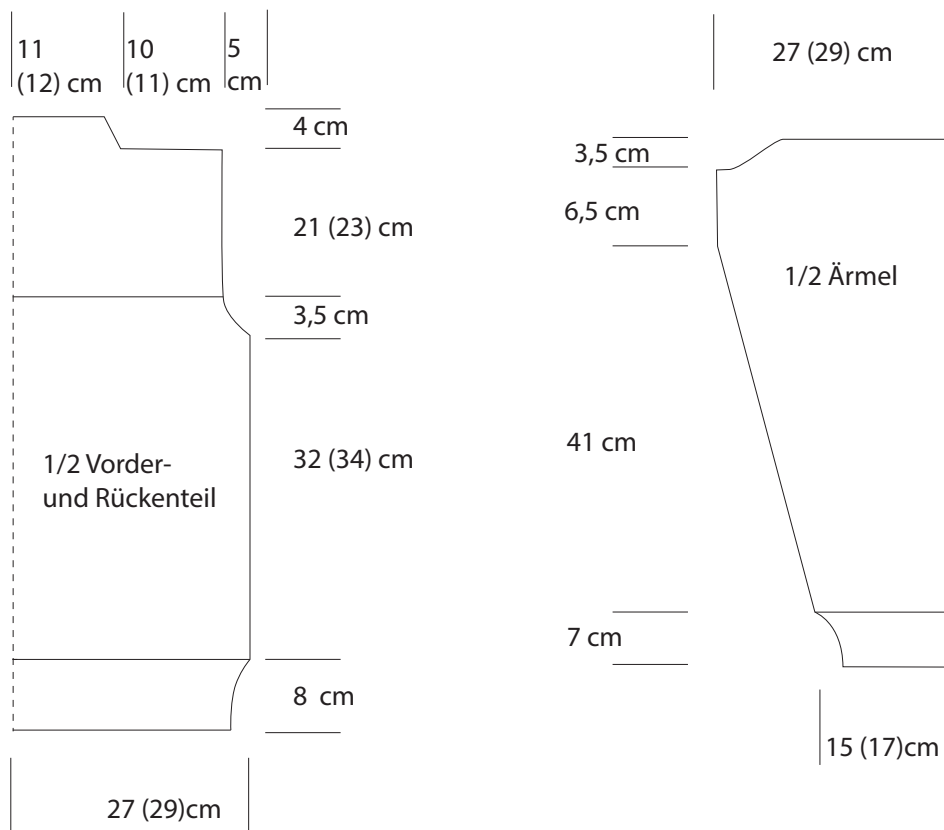 11
(12) cm
10
(11) cm
5
cm
4 cm
21 (23) cm
3,5 cm
32 (34) cm
1/2 Vorder-
und Rückenteil
8 cm
27 (29)cm
27 (29) cm
3,5 cm
6,5 cm
1/2 Ärmel
41 cm
7 cm
15 (17)cm